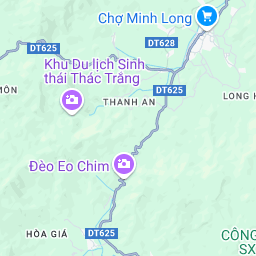 DT625
Chợ Minh Long
DT628
Khu Du lịch Sinh
thái Thác Trắng
MÔN
THANH AN
DT625
LONG H
Đèo Eo Chim
HÒA GIÁ
DT625
CÔNG
SX